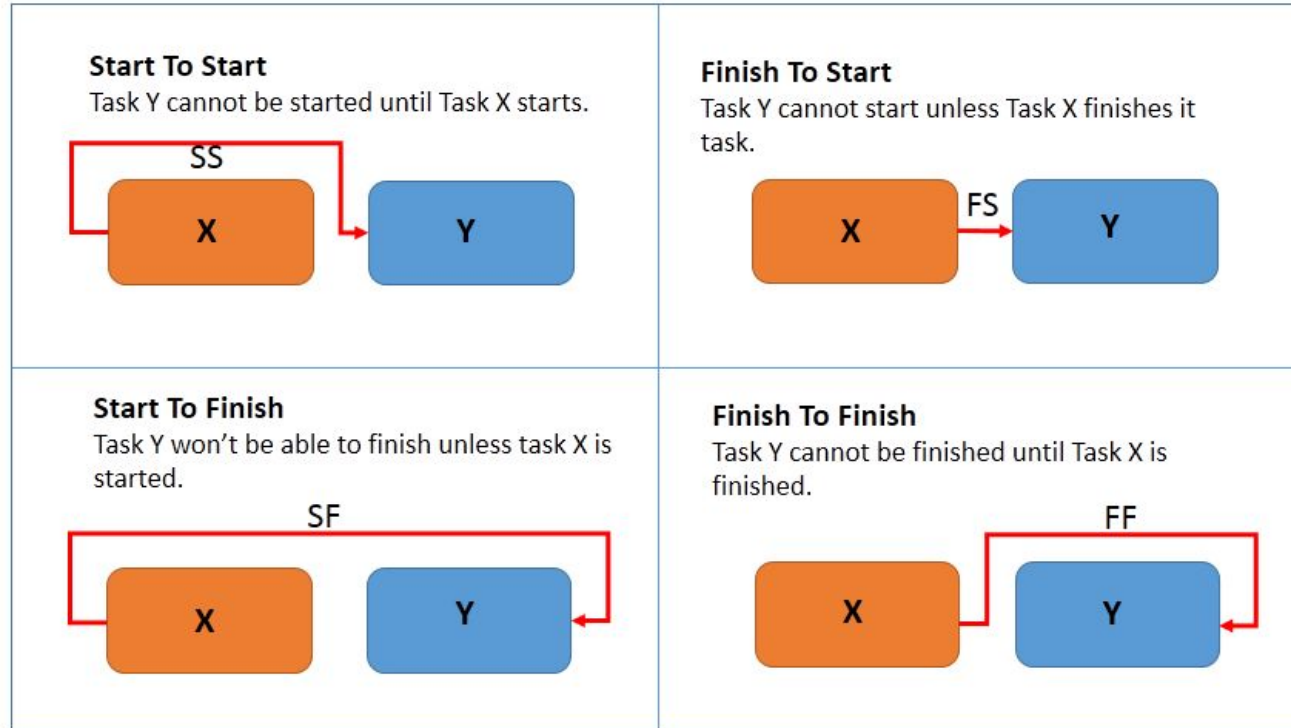 Start To Start
Task Y cannot be started until Task X starts.
SS
X
Y
Finish To Start
Task Y cannot start unless Task X finishes it
task.
FS
X
Y
Start To Finish
Task Y won’t be able to finish unless task X is
started.
SF
X
Y
Finish To Finish
Task Y cannot be finished until Task X is
finished.
FF
X
Y